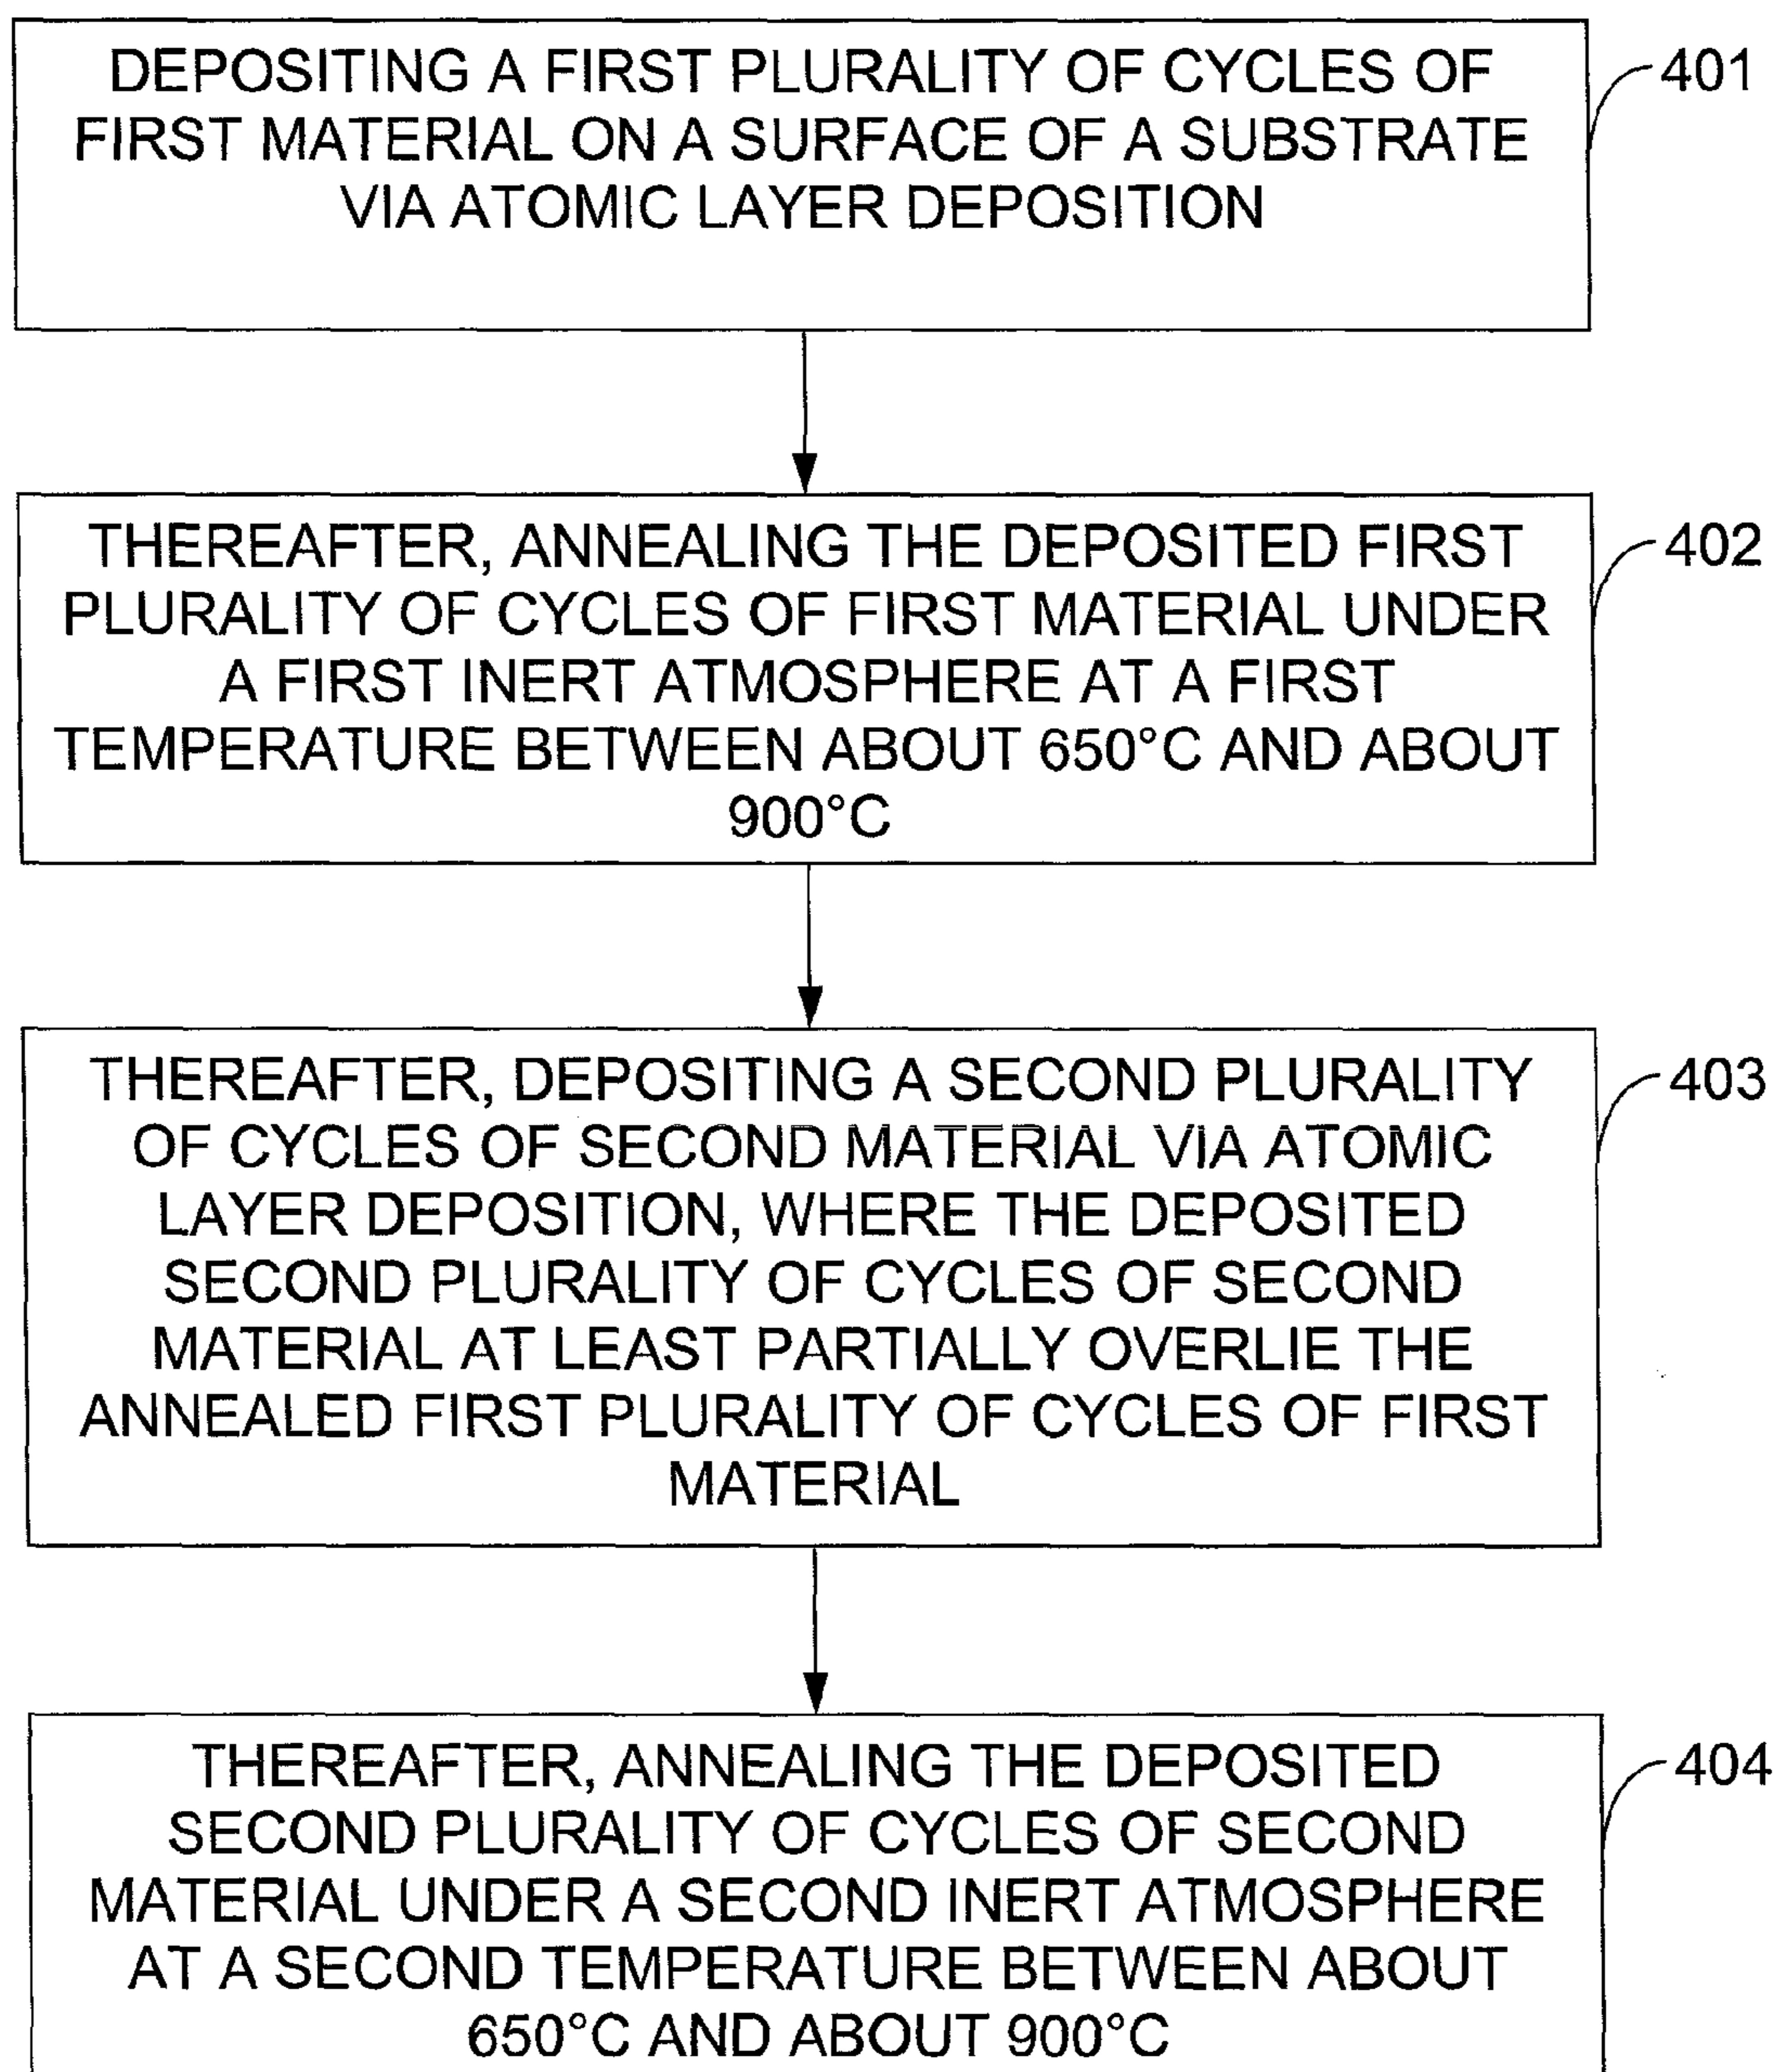 DEPOSITING A FIRST PLURALITY OF CYCLES OF
FIRST MATERIAL ON A SURFACE OF A SUBSTRATE
VIA ATOMIC LAYER DEPOSITION
401
THEREAFTER, ANNEALING THE DEPOSITED FIRST
PLURALITY OF CYCLES OF FIRST MATERIAL UNDER
A FIRST INERT ATMOSPHERE AT A FIRST
TEMPERATURE BETWEEN ABOUT 650°C AND ABOUT
900°C
402
THEREAFTER, DEPOSITING A SECOND PLURALITY
OF CYCLES OF SECOND MATERIAL VIA ATOMIC
LAYER DEPOSITION, WHERE THE DEPOSITED
SECOND PLURALITY OF CYCLES OF SECOND
MATERIAL AT LEAST PARTIALLY OVERLIE THE
ANNEALED FIRST PLURALITY OF CYCLES OF FIRST
MATERIAL
403
THEREAFTER, ANNEALING THE DEPOSITED
SECOND PLURALITY OF CYCLES OF SECOND
MATERIAL UNDER A SECOND INERT ATMOSPHERE
AT A SECOND TEMPERATURE BETWEEN ABOUT
650°C AND ABOUT 900°C
404